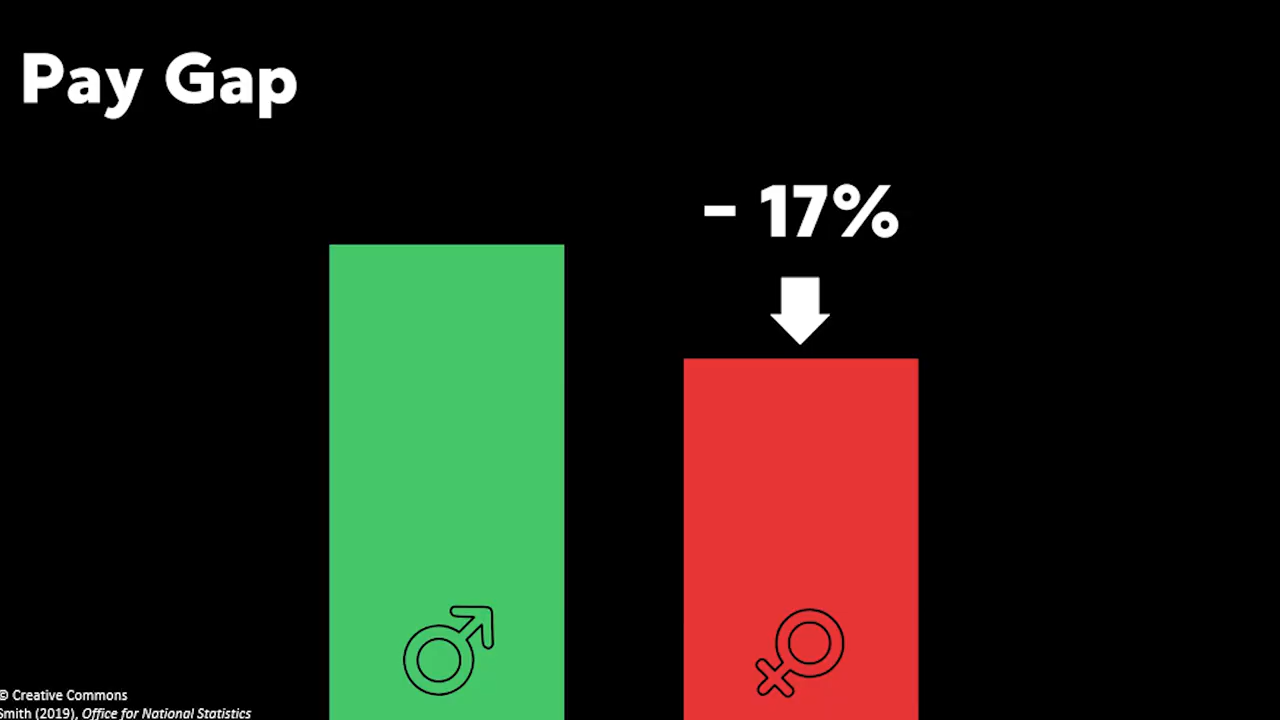 Pay Gap
- 17%
© Creative Commons
Smith (2019), Office for National Statistics